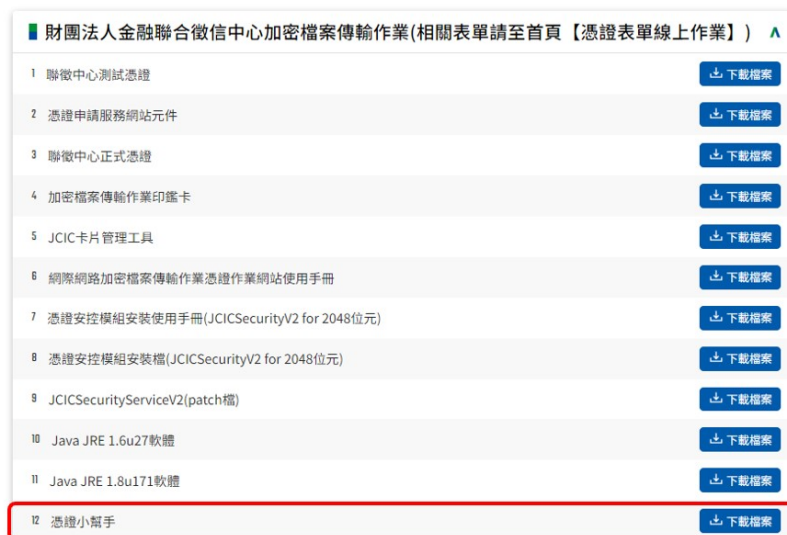 財團法人金融聯合徵信中心加密檔案傳輸作業(相關表單請至首頁【憑證表單線上作業】)
1 聯徵中心測試憑證 下載檔案
2 憑證申請服務網站元件 下載檔案
3 聯徵中心正式憑證 下載檔案
4 加密檔案傳輸作業印鑑卡 下載檔案
5 JCIC卡片管理工具 下載檔案
6 網際網路加密檔案傳輸作業憑證作業網站使用手冊 下載檔案
7 憑證安控模組安裝使用手冊(JCICSecurityV2 for 2048位元) 下載檔案
8 憑證安控模組安裝檔(JCICSecurityV2 for 2048位元) 下載檔案
9 JCICSecurityServiceV2(patch檔) 下載檔案
10 Java JRE 1.6u27軟體 下載檔案
11 Java JRE 1.8u171軟體 下載檔案
12 憑證小幫手 下載檔案